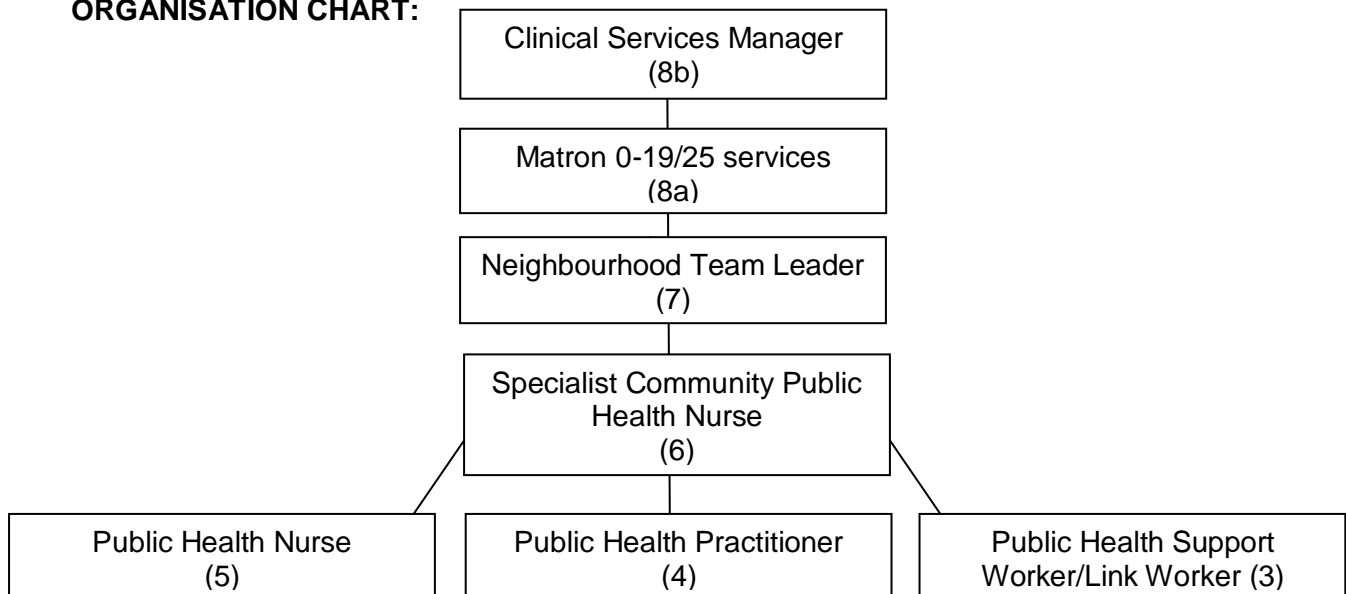 ORGANISATION CHART:
Clinical Services Manager
(8b)
Matron 0-19/25 services
(8a)
Neighbourhood Team Leader
(7)
Specialist Community Public
Health Nurse
(6)
Public Health Nurse
(5)
Public Health Practitioner
(4)
Public Health Support
Worker/Link Worker (3)